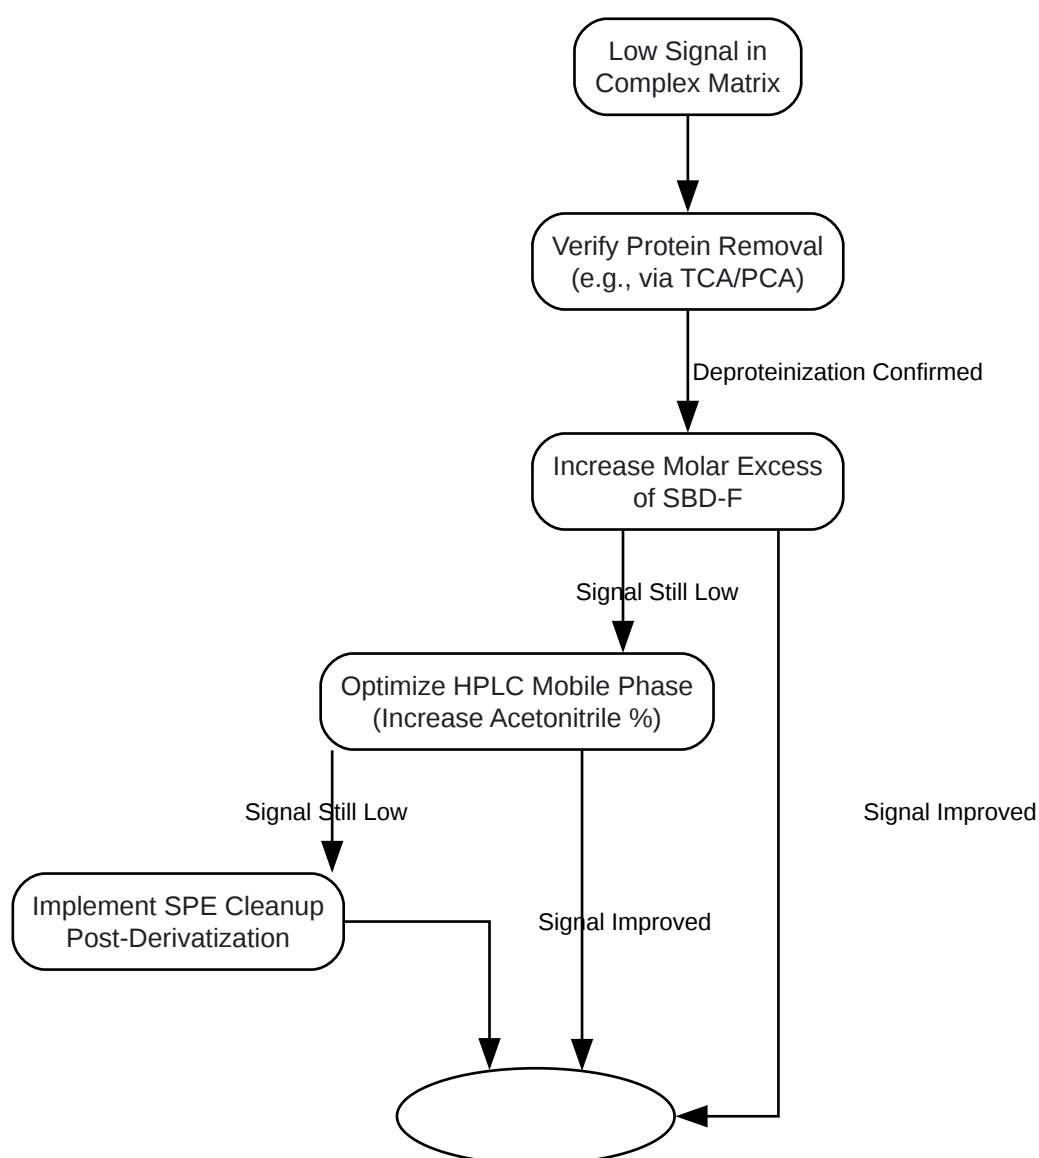 Low Signal in
Complex Matrix
Verify Protein Removal
(e.g., via TCA/PCA)
Deproteinization Confirmed
Increase Molar Excess
of SBD-F
Signal Still Low
Optimize HPLC Mobile Phase
(Increase Acetonitrile %)
Signal Still Low
Signal Improved
Implement SPE Cleanup
Post-Derivatization
Signal Improved